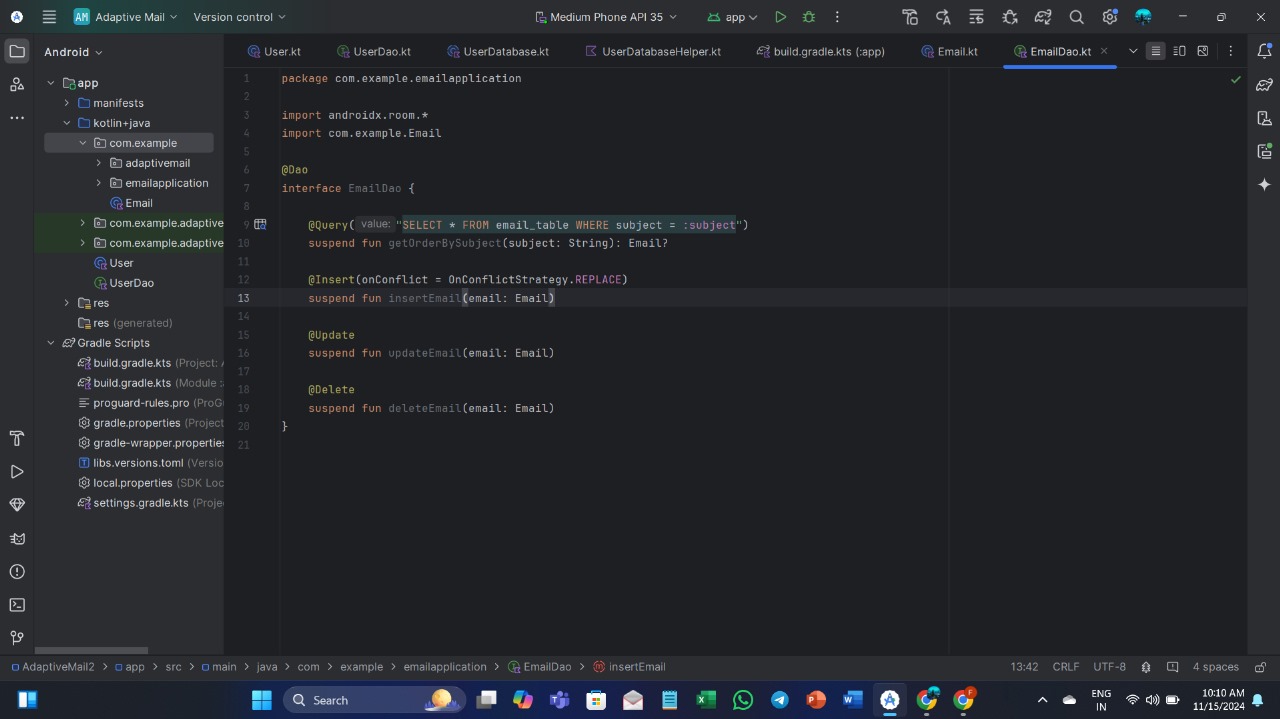 AM Adaptive Mail Version control Medium Phone API 35 app
Android User.kt UserDao.kt UserDatabase.kt UserDatabaseHelper.kt build.gradle.kts (:app) Email.kt EmailDao.kt
app
manifests
kotlin+java
com.example
adaptivemail
emailapplication
Email
com.example.adaptive
com.example.adaptive
User
UserDao
res
res (generated)
Gradle Scripts
build.gradle.kts (Project: A
build.gradle.kts (Module :a
proguard-rules.pro (ProG
gradle.properties (Project
gradle-wrapper.properties
libs.versions.toml (Versio
local.properties (SDK Loc
settings.gradle.kts (Proje
1 package com.example.emailapplication
2
3 import androidx.room.*
4 import com.example.Email
5
6 @Dao
7 interface EmailDao {
8
9 @Query( value: "SELECT * FROM email_table WHERE subject = :subject")
10 suspend fun getOrderBySubject(subject: String): Email?
11
12 @Insert(onConflict = OnConflictStrategy.REPLACE)
13 suspend fun insertEmail(email: Email)
14
15 @Update
16 suspend fun updateEmail(email: Email)
17
18 @Delete
19 suspend fun deleteEmail(email: Email)
20 }
21
AdaptiveMail2 > app > src > main > java > com > example > emailapplication > EmailDao > insertEmail 13:42 CRLF UTF-8 4 spaces
Search ENG IN 10:10 AM 11/15/2024